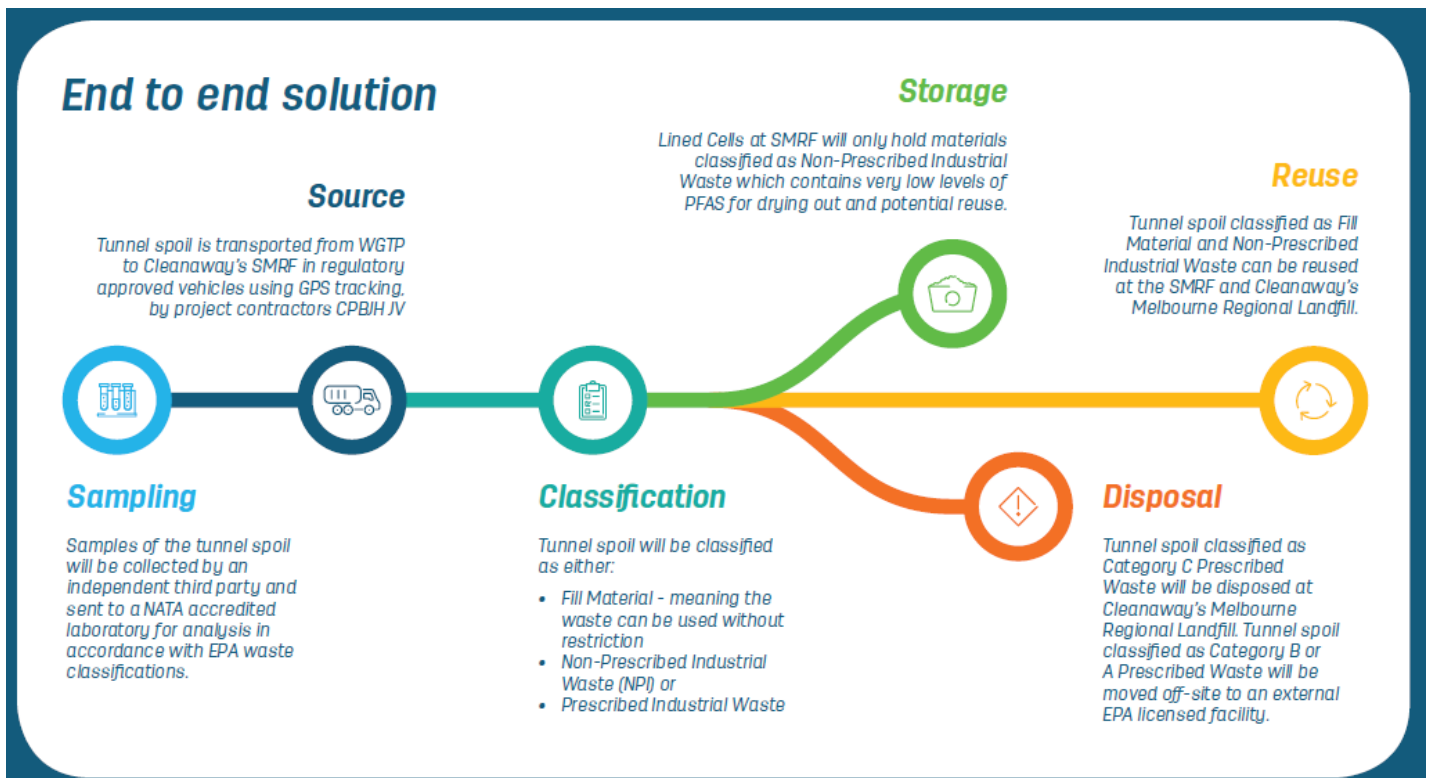 End to end solution
Source
Tunnel spoil is transported from WGTP
to Cleanaway's SMRF in regulatory
approved vehicles using GPS tracking,
by project contractors CPBJH JV
Storage
Lined Cells at SMRF will only hold materials
classified as Non-Prescribed Industrial
Waste which contains very low levels of
PFAS for drying out and potential reuse.
Reuse
Tunnel spoil classified as Fill
Material and Non-Prescribed
Industrial Waste can be reused
at the SMRF and Cleanaway's
Melbourne Regional Landfill.
Sampling
Samples of the tunnel spoil
will be collected by an
independent third party and
sent to a NATA accredited
laboratory for analysis in
accordance with EPA waste
classifications.
Classification
Tunnel spoil will be classified
as either:
• Fill Material - meaning the
waste can be used without
restriction
• Non-Prescribed Industrial
Waste (NPI) or
• Prescribed Industrial Waste
Disposal
Tunnel spoil classified as
Category C Prescribed
Waste will be disposed at
Cleanaway's Melbourne
Regional Landfill. Tunnel spoil
classified as Category B or
A Prescribed Waste will be
moved off-site to an external
EPA licensed facility.